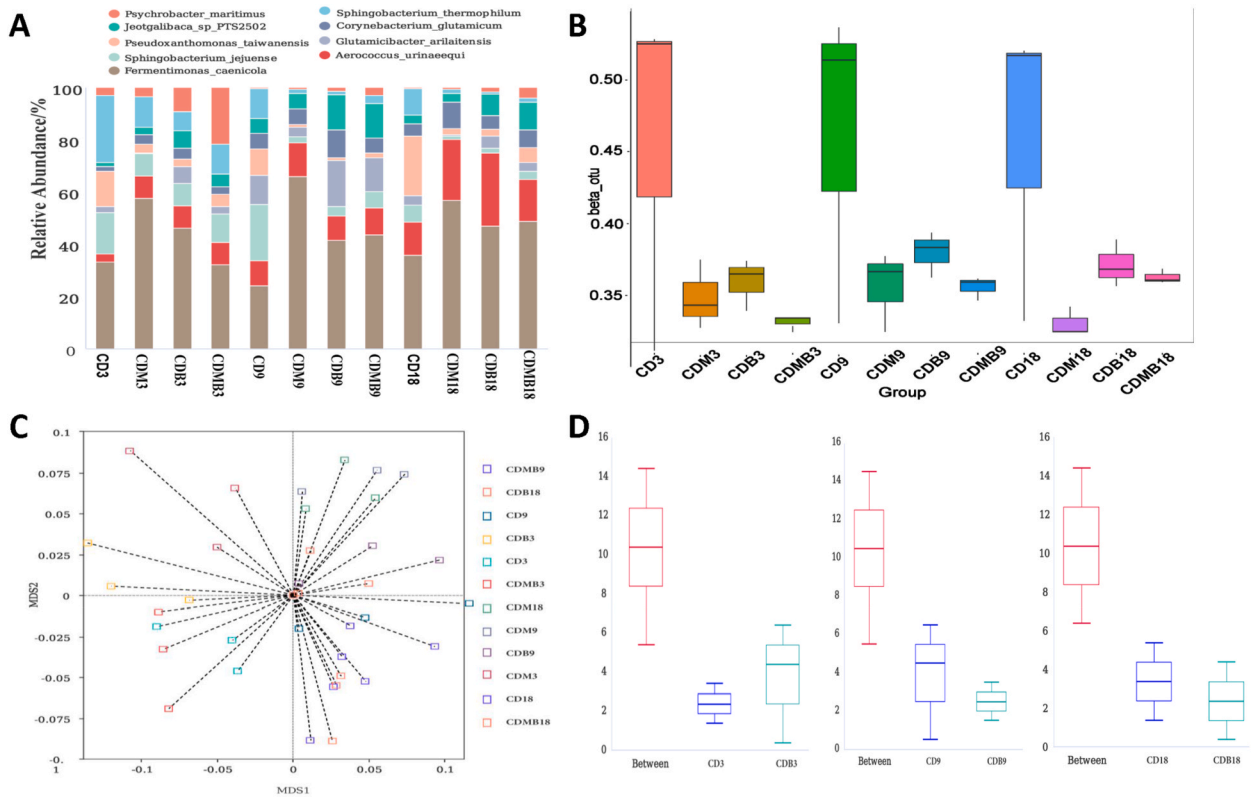 A
Psychrobacter_maritimus
Jeotgalibaca_sp_PTS2502
Pseudoxanthomonas_taiwanensis
Sphingobacterium_jejuense
Fermentimonas_caenicola
Sphingobacterium_thermophilum
Corynebacterium_glutamicum
Glutamicibacter_arilaitensis
Aerococcus_urinaeequi
Relative Abundance/%
100
80
60
40
20
0
CD3
CDM3
CDB3
CDMB3
CD9
CDM9
CDB9
CDMB9
CD18
CDM18
CDB18
CDMB18
B
beta_otu
0.50
0.45
0.40
0.35
CD3
CDM3
CDB3
CDMB3
CD9
CDM9
CDB9
CDMB9
CD18
CDM18
CDB18
CDMB18
Group
C
MDS2
0.1
0.075
0.05
0.025
0
-0.025
-0.05
-0.075
-0.
1
-0.1
-0.05
0
0.05
0.1
MDS1
CDMB9
CDB18
CD9
CDB3
CD3
CDMB3
CDM18
CDM9
CDB9
CDM3
CD18
CDMB18
D
16
14
12
10
8
6
4
2
0
Between
CD3
CDB3
16
14
12
10
8
6
4
2
0
Between
CD9
CDB9
16
14
12
10
8
6
4
2
0
Between
CD18
CDB18